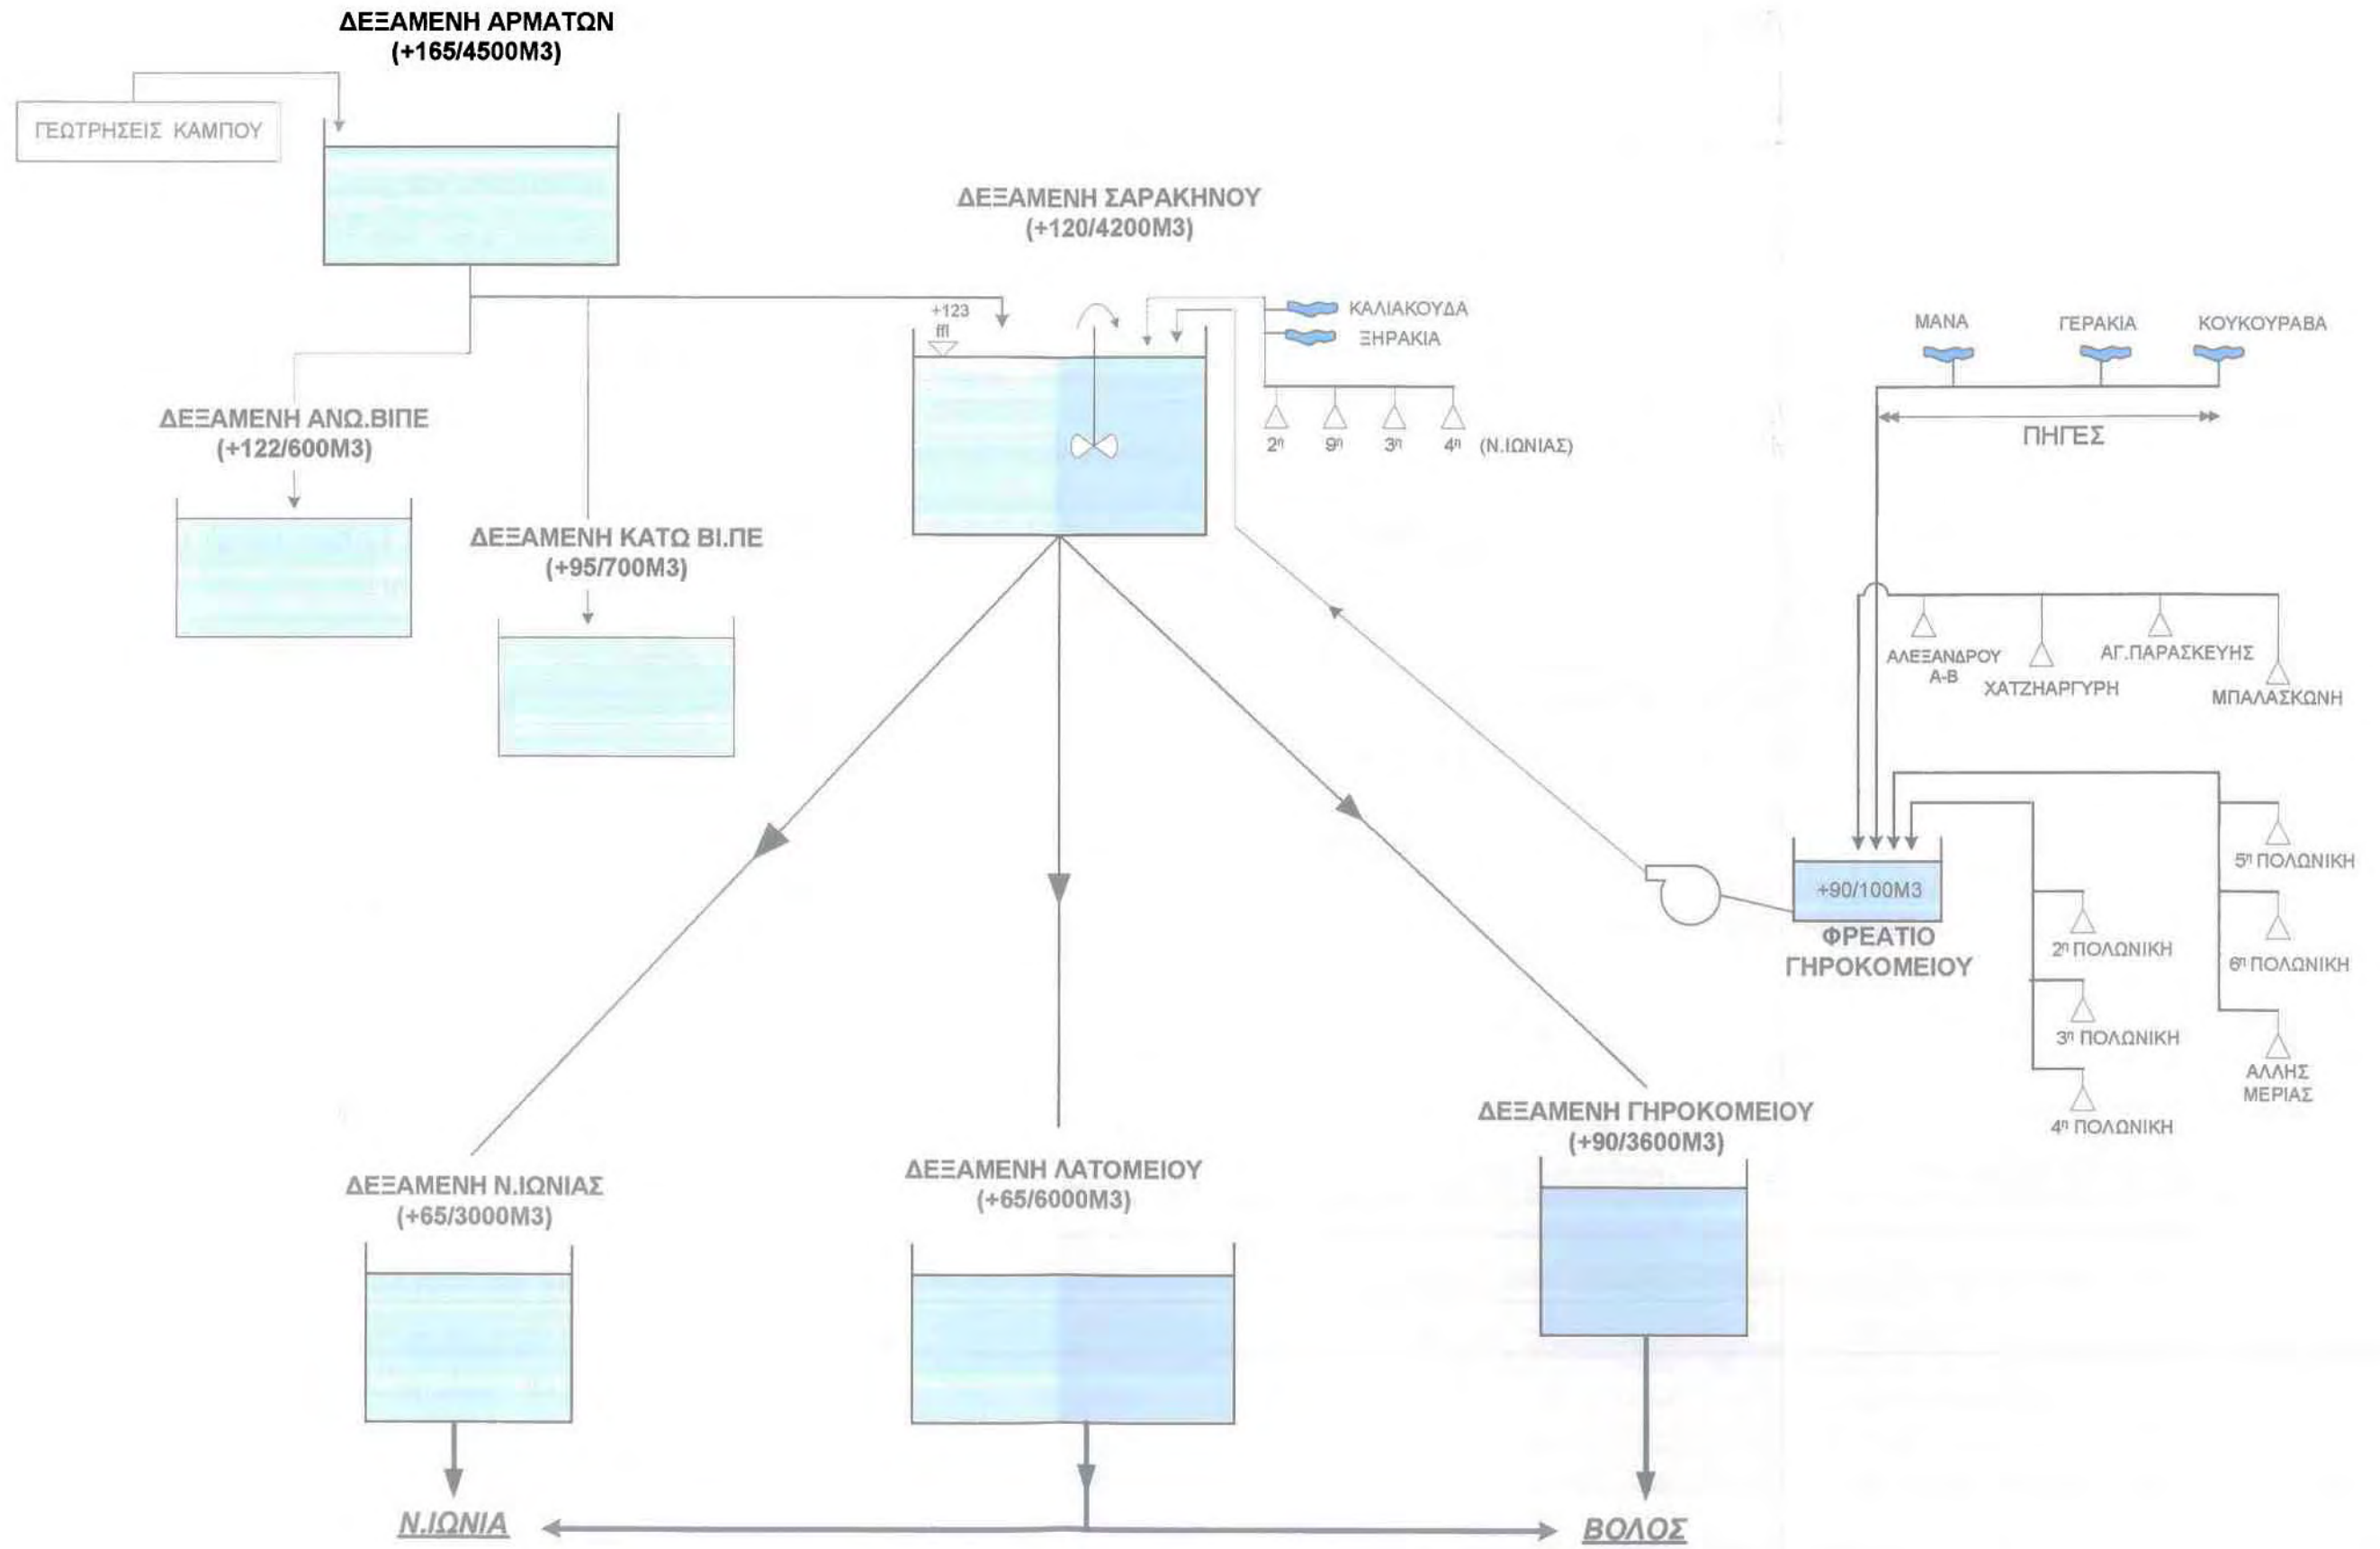 ΔΕΞΑΜΕΝΗ ΑΡΜΑΤΩΝ
(+165/4500Μ3)
ΓΕΩΤΡΗΣΕΙΣ ΚΑΜΠΟΥ
ΔΕΞΑΜΕΝΗ ΣΑΡΑΚΗΝΟΥ
(+120/4200Μ3)
+123
ffl
ΚΑΛΙΑΚΟΥΔΑ
ΞΗΡΑΚΙΑ
2η 9η 3η 4η (Ν.ΙΩΝΙΑΣ)
ΜΑΝΑ ΓΕΡΑΚΙΑ ΚΟΥΚΟΥΡΑΒΑ
ΠΗΓΕΣ
ΔΕΞΑΜΕΝΗ ΑΝΩ.ΒΙΠΕ
(+122/600Μ3)
ΔΕΞΑΜΕΝΗ ΚΑΤΩ ΒΙ.ΠΕ
(+95/700Μ3)
ΑΛΕΞΑΝΔΡΟΥ
Α-Β
ΧΑΤΖΗΑΡΓΥΡΗ
ΑΓ.ΠΑΡΑΣΚΕΥΗΣ
ΜΠΑΛΑΣΚΩΝΗ
+90/100Μ3
ΦΡΕΑΤΙΟ
ΓΗΡΟΚΟΜΕΙΟΥ
5η ΠΟΛΩΝΙΚΗ
2η ΠΟΛΩΝΙΚΗ
6η ΠΟΛΩΝΙΚΗ
3η ΠΟΛΩΝΙΚΗ
ΑΛΛΗΣ
ΜΕΡΙΑΣ
4η ΠΟΛΩΝΙΚΗ
ΔΕΞΑΜΕΝΗ ΓΗΡΟΚΟΜΕΙΟΥ
(+90/3600Μ3)
ΔΕΞΑΜΕΝΗ ΛΑΤΟΜΕΙΟΥ
(+65/6000Μ3)
ΔΕΞΑΜΕΝΗ Ν.ΙΩΝΙΑΣ
(+65/3000Μ3)
Ν.ΙΩΝΙΑ
ΒΟΛΟΣ